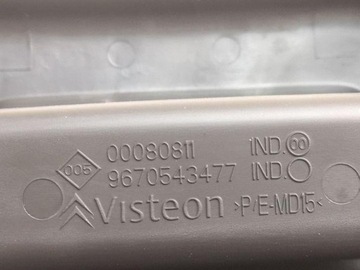 005 00080811 IND. 00
9670543477 IND.
Visteon >P/E-MD15<